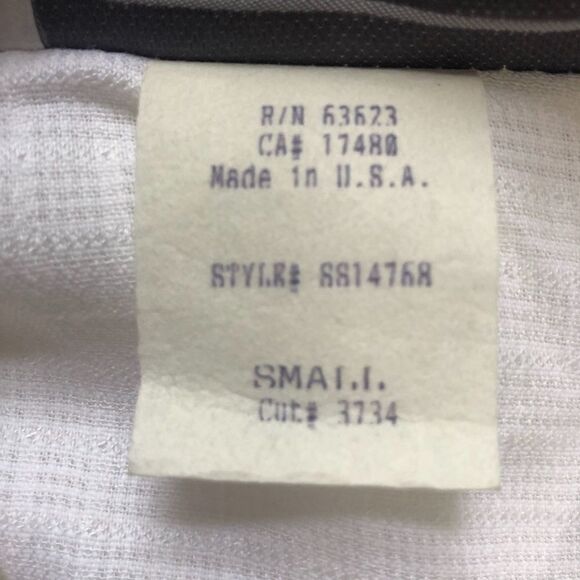 R/N 63623
CA# 17480
Made in U.S.A.
STYLE# SS14768
SMALL
Cut# 3734